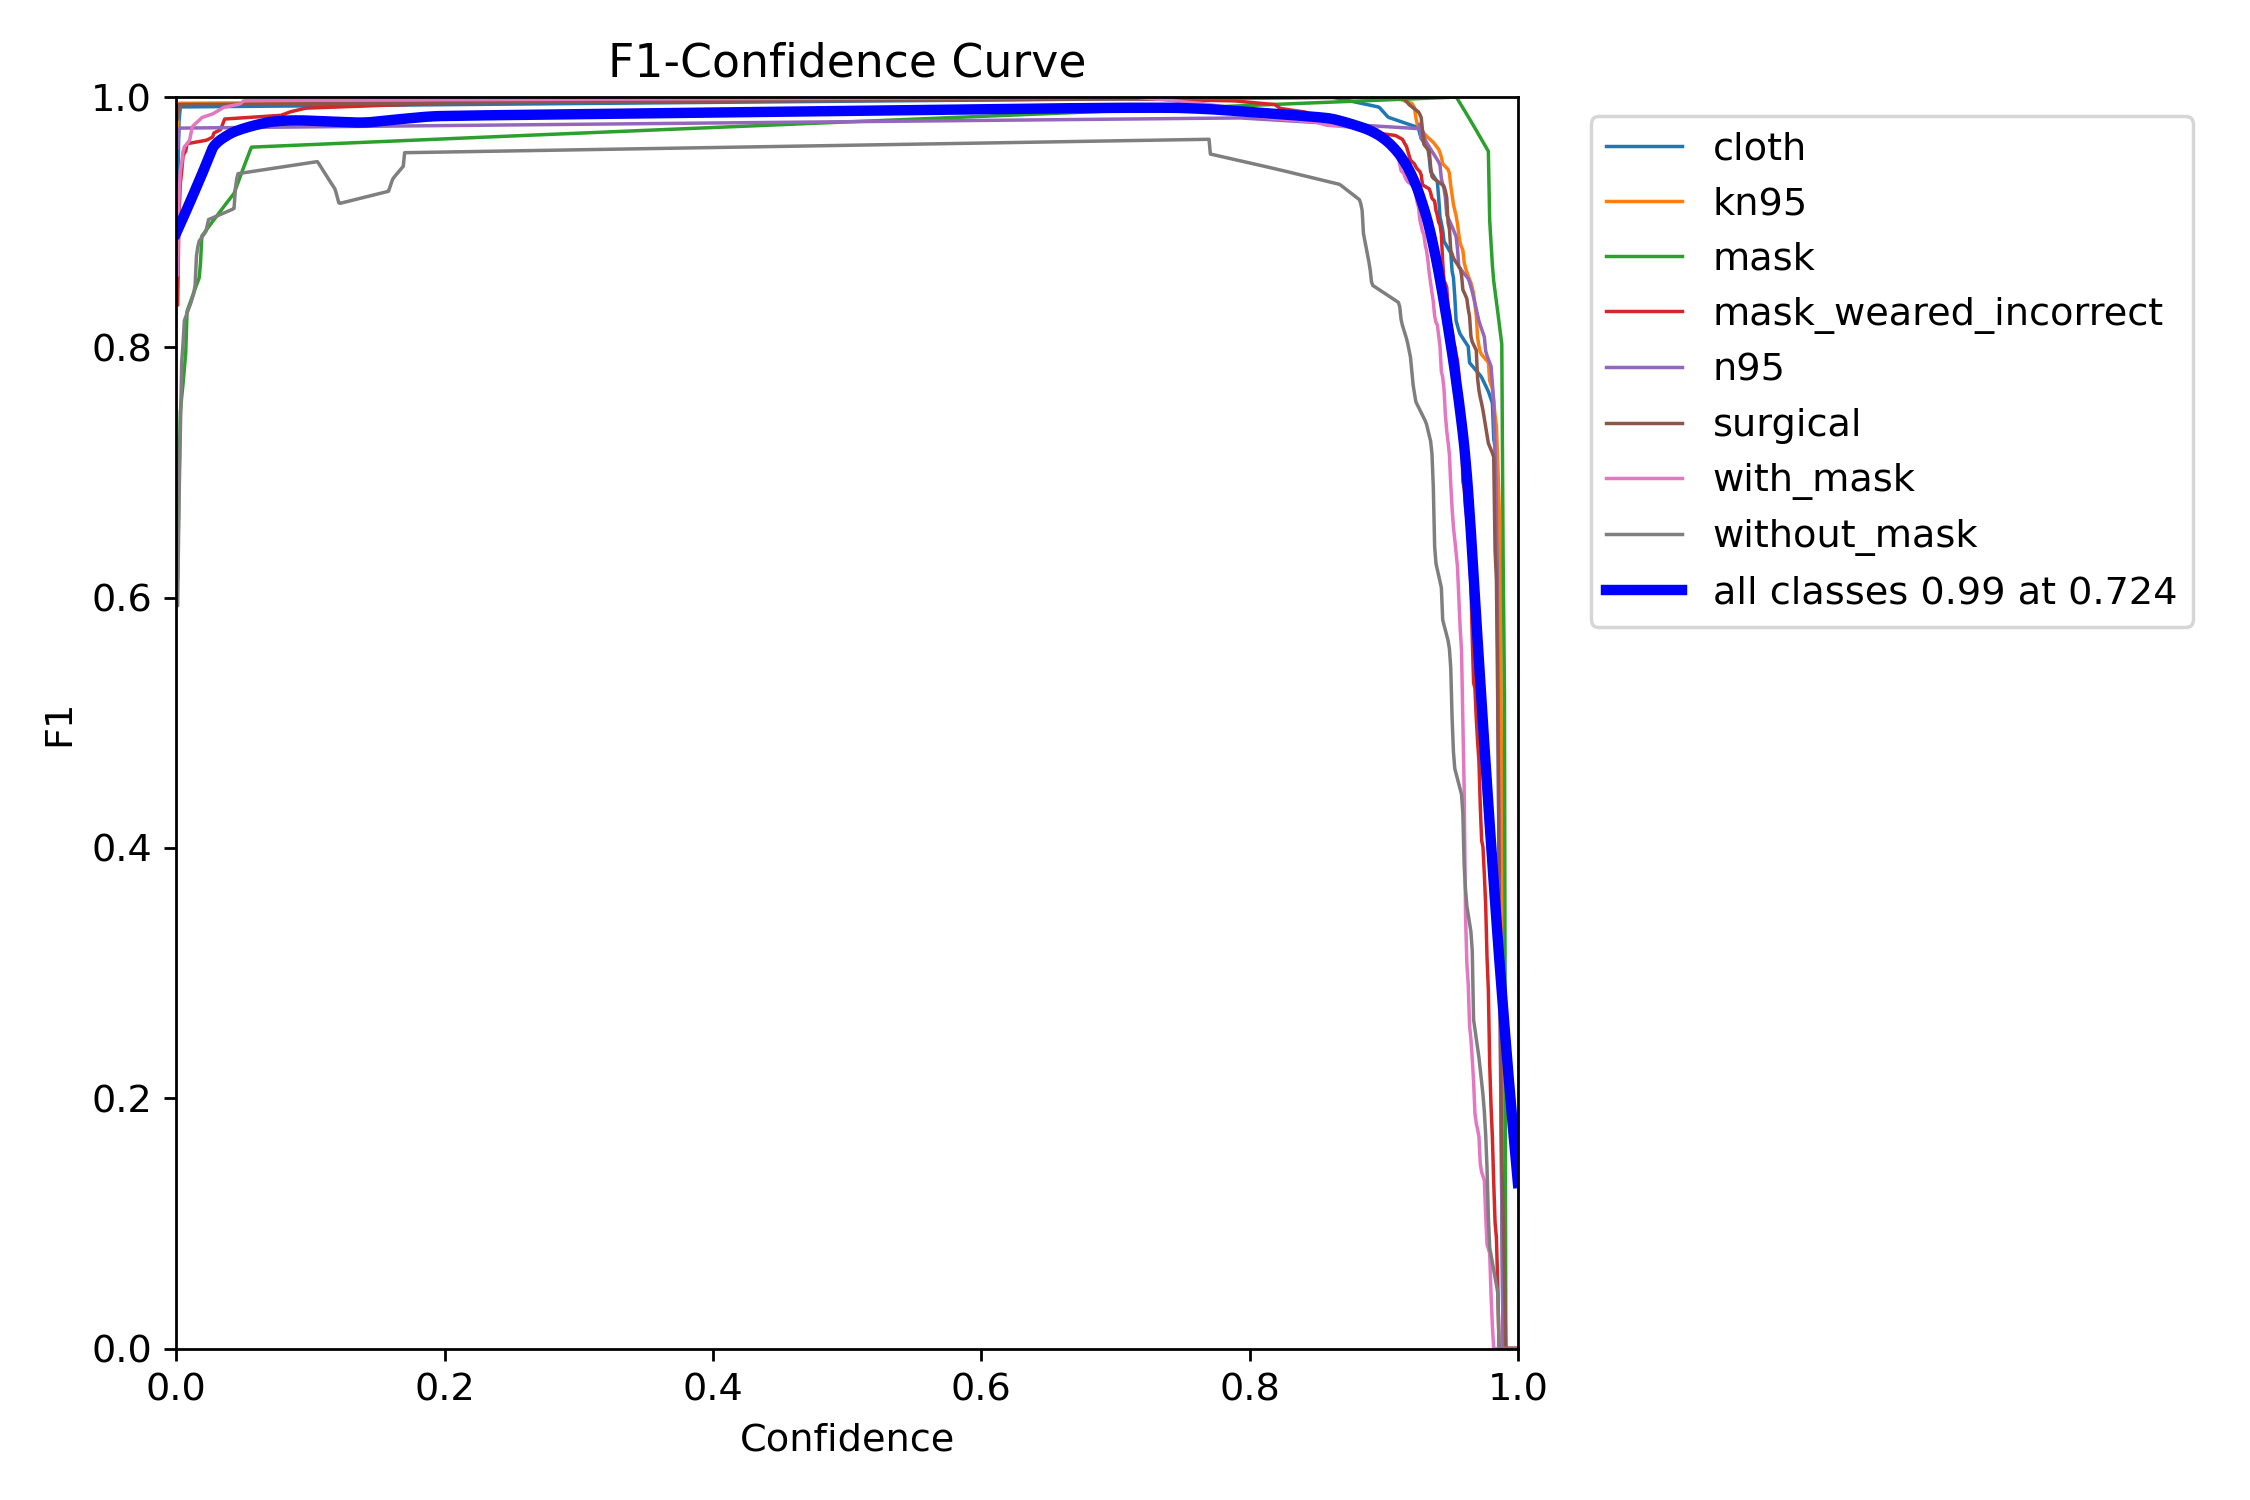 F1-Confidence Curve
1.0
0.8
0.6
0.4
0.2
0.0
F1
0.0 0.2 0.4 0.6 0.8 1.0
Confidence
cloth
kn95
mask
mask_weared_incorrect
n95
surgical
with_mask
without_mask
all classes 0.99 at 0.724